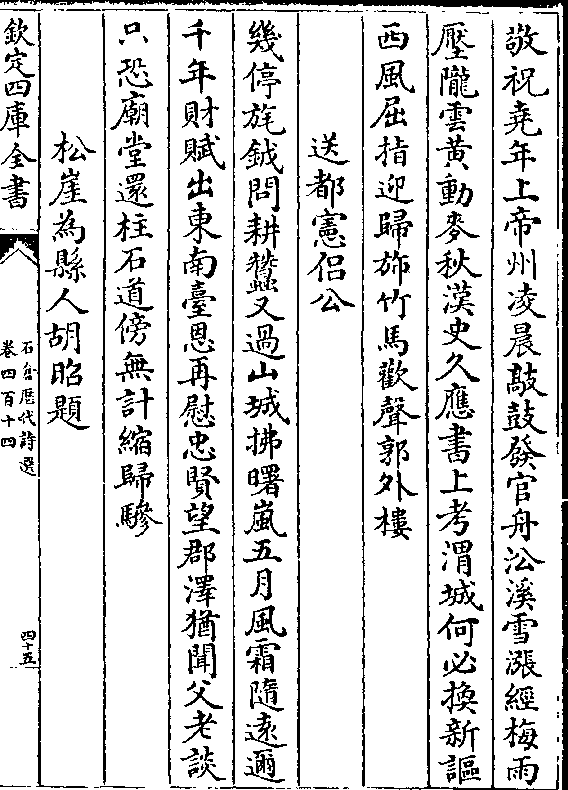 敬祝堯年上帝州凌晨敲鼓發官舟沿溪雪漲經梅雨
壓隴雲黃動麥秋漢史久應書上考渭城何必換新謳
西風屈指迎歸斾竹馬歡聲郭外樓
送都憲侣公
幾停旄鉞問耕蠶又過山城拂曙嵐五月風霜隨逺邇
千年財賦出東南臺恩再慰忠賢望郡澤猶聞父老談
只恐廟堂還柱石道傍無計縮歸驂
松崖為縣人胡昭題
欽定四庫全書
石倉歴代詩選
卷四百十四
四十五